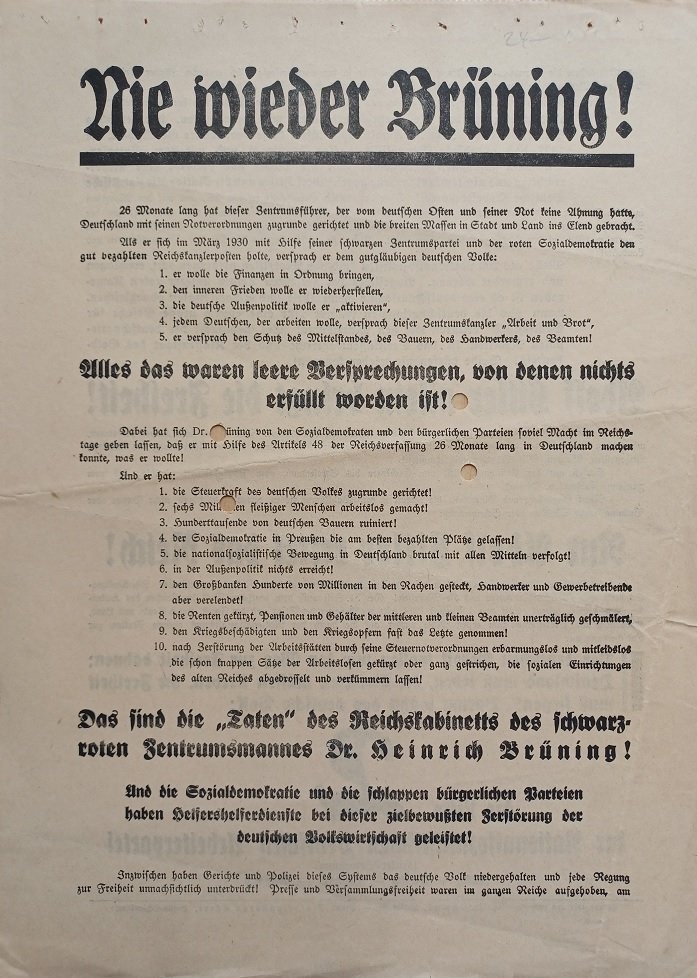 Nie wieder Brüning!
26 Monate lang hat dieser Zentrumsführer, der vom deutschen Osten und seiner Not keine Ahnung hatte,
Deutschland mit seinen Notverordnungen zugrunde gerichtet und die breiten Massen in Stadt und Land ins Elend gebracht.
Als er sich im März 1930 mit Hilfe seiner schwarzen Zentrumspartei und der roten Sozialdemokratie den
gut bezahlten Reichskanzlerposten holte, versprach er dem gutgläubigen deutschen Volke:
1. er wolle die Finanzen in Ordnung bringen,
2. den inneren Frieden wolle er wiederherstellen,
3. die deutsche Außenpolitik wolle er „aktivieren“,
4. jedem Deutschen, der arbeiten wolle, versprach dieser Zentrumskanzler „Arbeit und Brot“,
5. er versprach den Schutz des Mittelstandes, des Bauern, des Handwerkers, des Beamten!
Alles das waren leere Versprechungen, von denen nichts
erfüllt worden ist!
Dabei hat sich Dr. üning von den Sozialdemokraten und den bürgerlichen Parteien soviel Macht im Reichs-
tage geben lassen, daß er mit Hilfe des Artikels 48 der Reichsverfassung 26 Monate lang in Deutschland machen
konnte, was er wollte!
Und er hat:
1. die Steuerkraft des deutschen Volkes zugrunde gerichtet!
2. sechs Mil en fleißiger Menschen arbeitslos gemacht!
3. Hunderttausende von deutschen Bauern ruiniert!
4. der Sozialdemokratie in Preußen die am besten bezahlten Plätze gelassen!
5. die nationalsozialistische Bewegung in Deutschland brutal mit allen Mitteln verfolgt!
6. in der Außenpolitik nichts erreicht!
7. den Großbanken Hunderte von Millionen in den Rachen gesteckt, Handwerker und Gewerbetreibende
aber verelendet!
8. die Renten gekürzt, Pensionen und Gehälter der mittleren und kleinen Beamten unerträglich geschmälert,
9. den Kriegsbeschädigten und den Kriegsopfern fast das Letzte genommen!
10. nach Zerstörung der Arbeitsstätten durch seine Steuernotverordnungen erbarmungslos und mitleidslos
die schon knappen Sätze der Arbeitslosen gekürzt oder ganz gestrichen, die sozialen Einrichtungen
des alten Reiches abgedrosselt und verkümmern lassen!
Das sind die „Taten“ des Reichskabinetts des schwarz-
roten Zentrumsmannes Dr. Heinrich Brüning!
Und die Sozialdemokratie und die schlappen bürgerlichen Parteien
haben Helfershelferdienste bei dieser zielbewußten Zerstörung der
deutschen Volkswirtschaft geleistet!
Inzwischen haben Gerichte und Polizei dieses Systems das deutsche Volk niedergehalten und jede Regung
zur Freiheit unnachsichtlich unterdrückt! Presse und Versammlungsfreiheit waren im ganzen Reiche aufgehoben, am